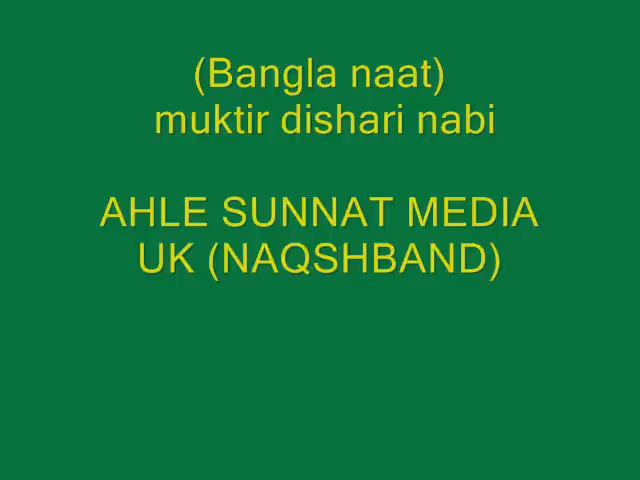 (Bangla naat)
muktir dishari nabi
AHLE SUNNAT MEDIA
UK (NAQSHBAND)